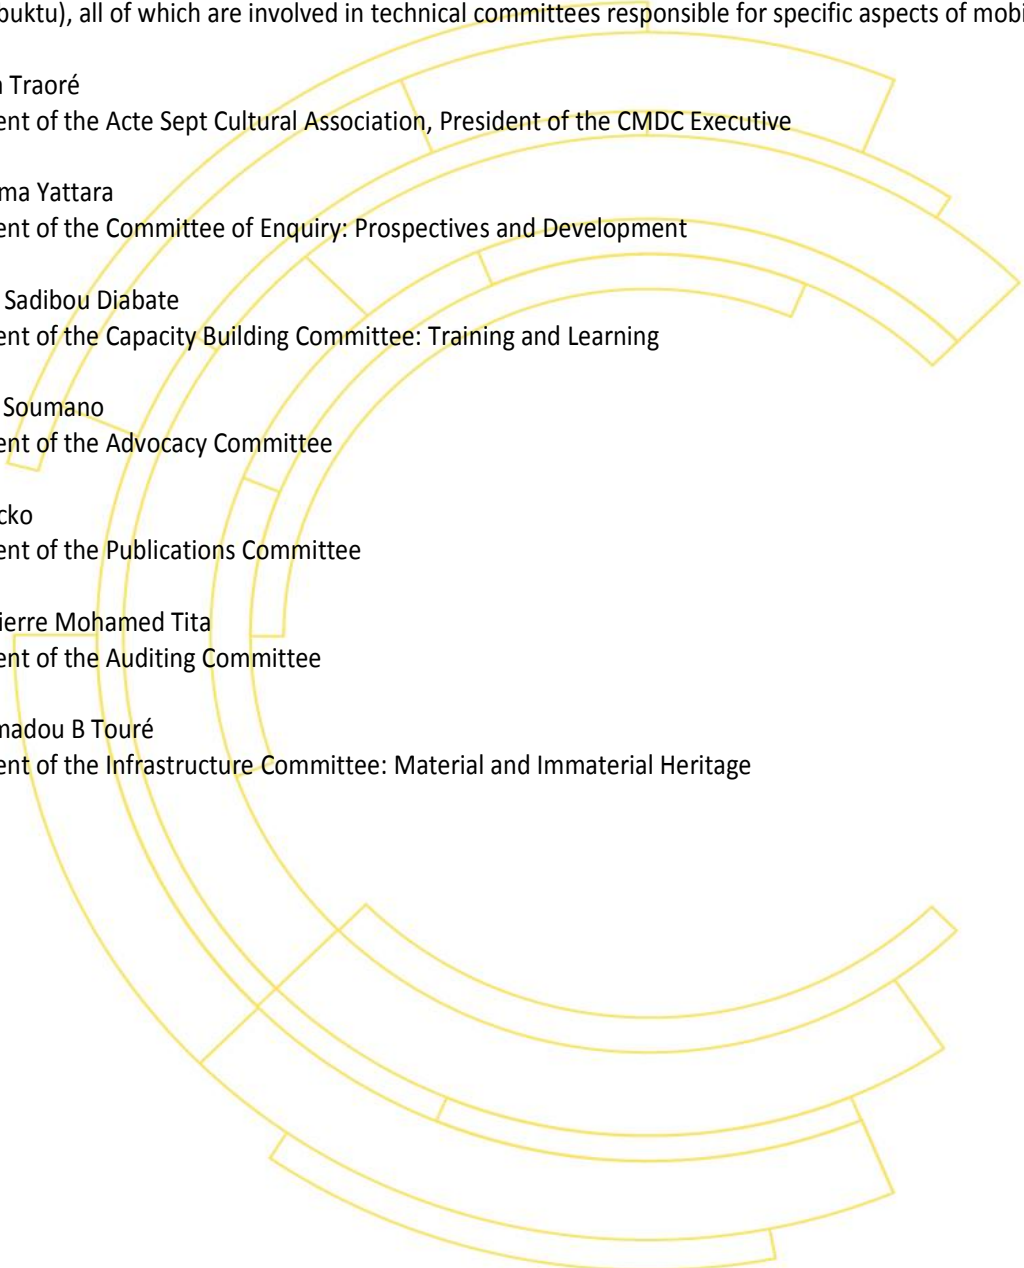 buktu), all of which are involved in technical committees responsible for specific aspects of mobi
Traoré
ent of the Acte Sept Cultural Association, President of the CMDC Executive
ma Yattara
ent of the Committee of Enquiry: Prospectives and Development
Sadibou Diabate
ent of the Capacity Building Committee: Training and Learning
Soumano
ent of the Advocacy Committee
cko
ent of the Publications Committee
ierre Mohamed Tita
ent of the Auditing Committee
madou B Touré
ent of the Infrastructure Committee: Material and Immaterial Heritage